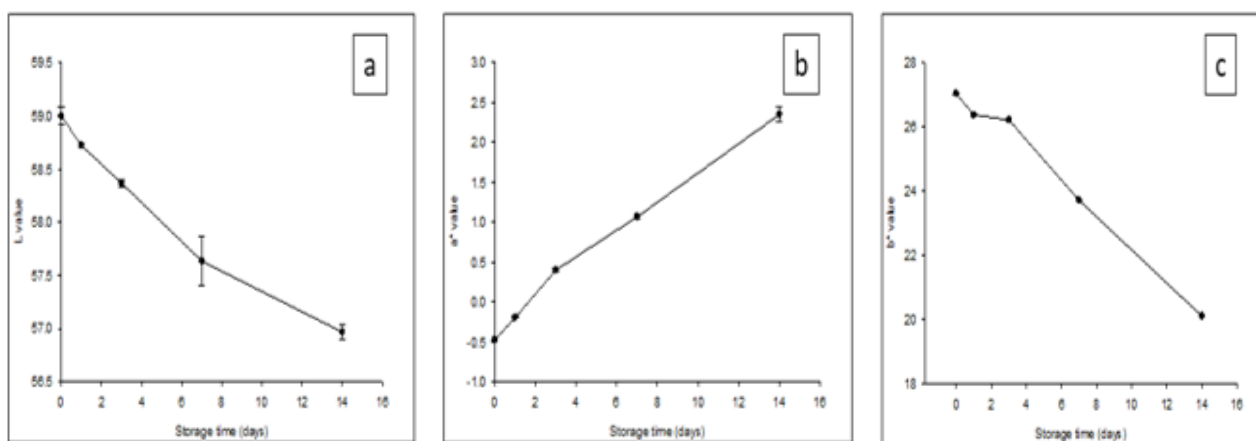 a
59.5
59.0
58.5
58.0
57.5
57.0
56.5
L value
0 2 4 6 8 10 12 14 16
Storage time (days)
b
3.0
2.5
2.0
1.5
1.0
0.5
0.0
-0.5
-1.0
a* value
0 2 4 6 8 10 12 14 16
Storage time (days)
c
28
26
24
22
20
18
b* value
0 2 4 6 8 10 12 14 16
Storage time (days)